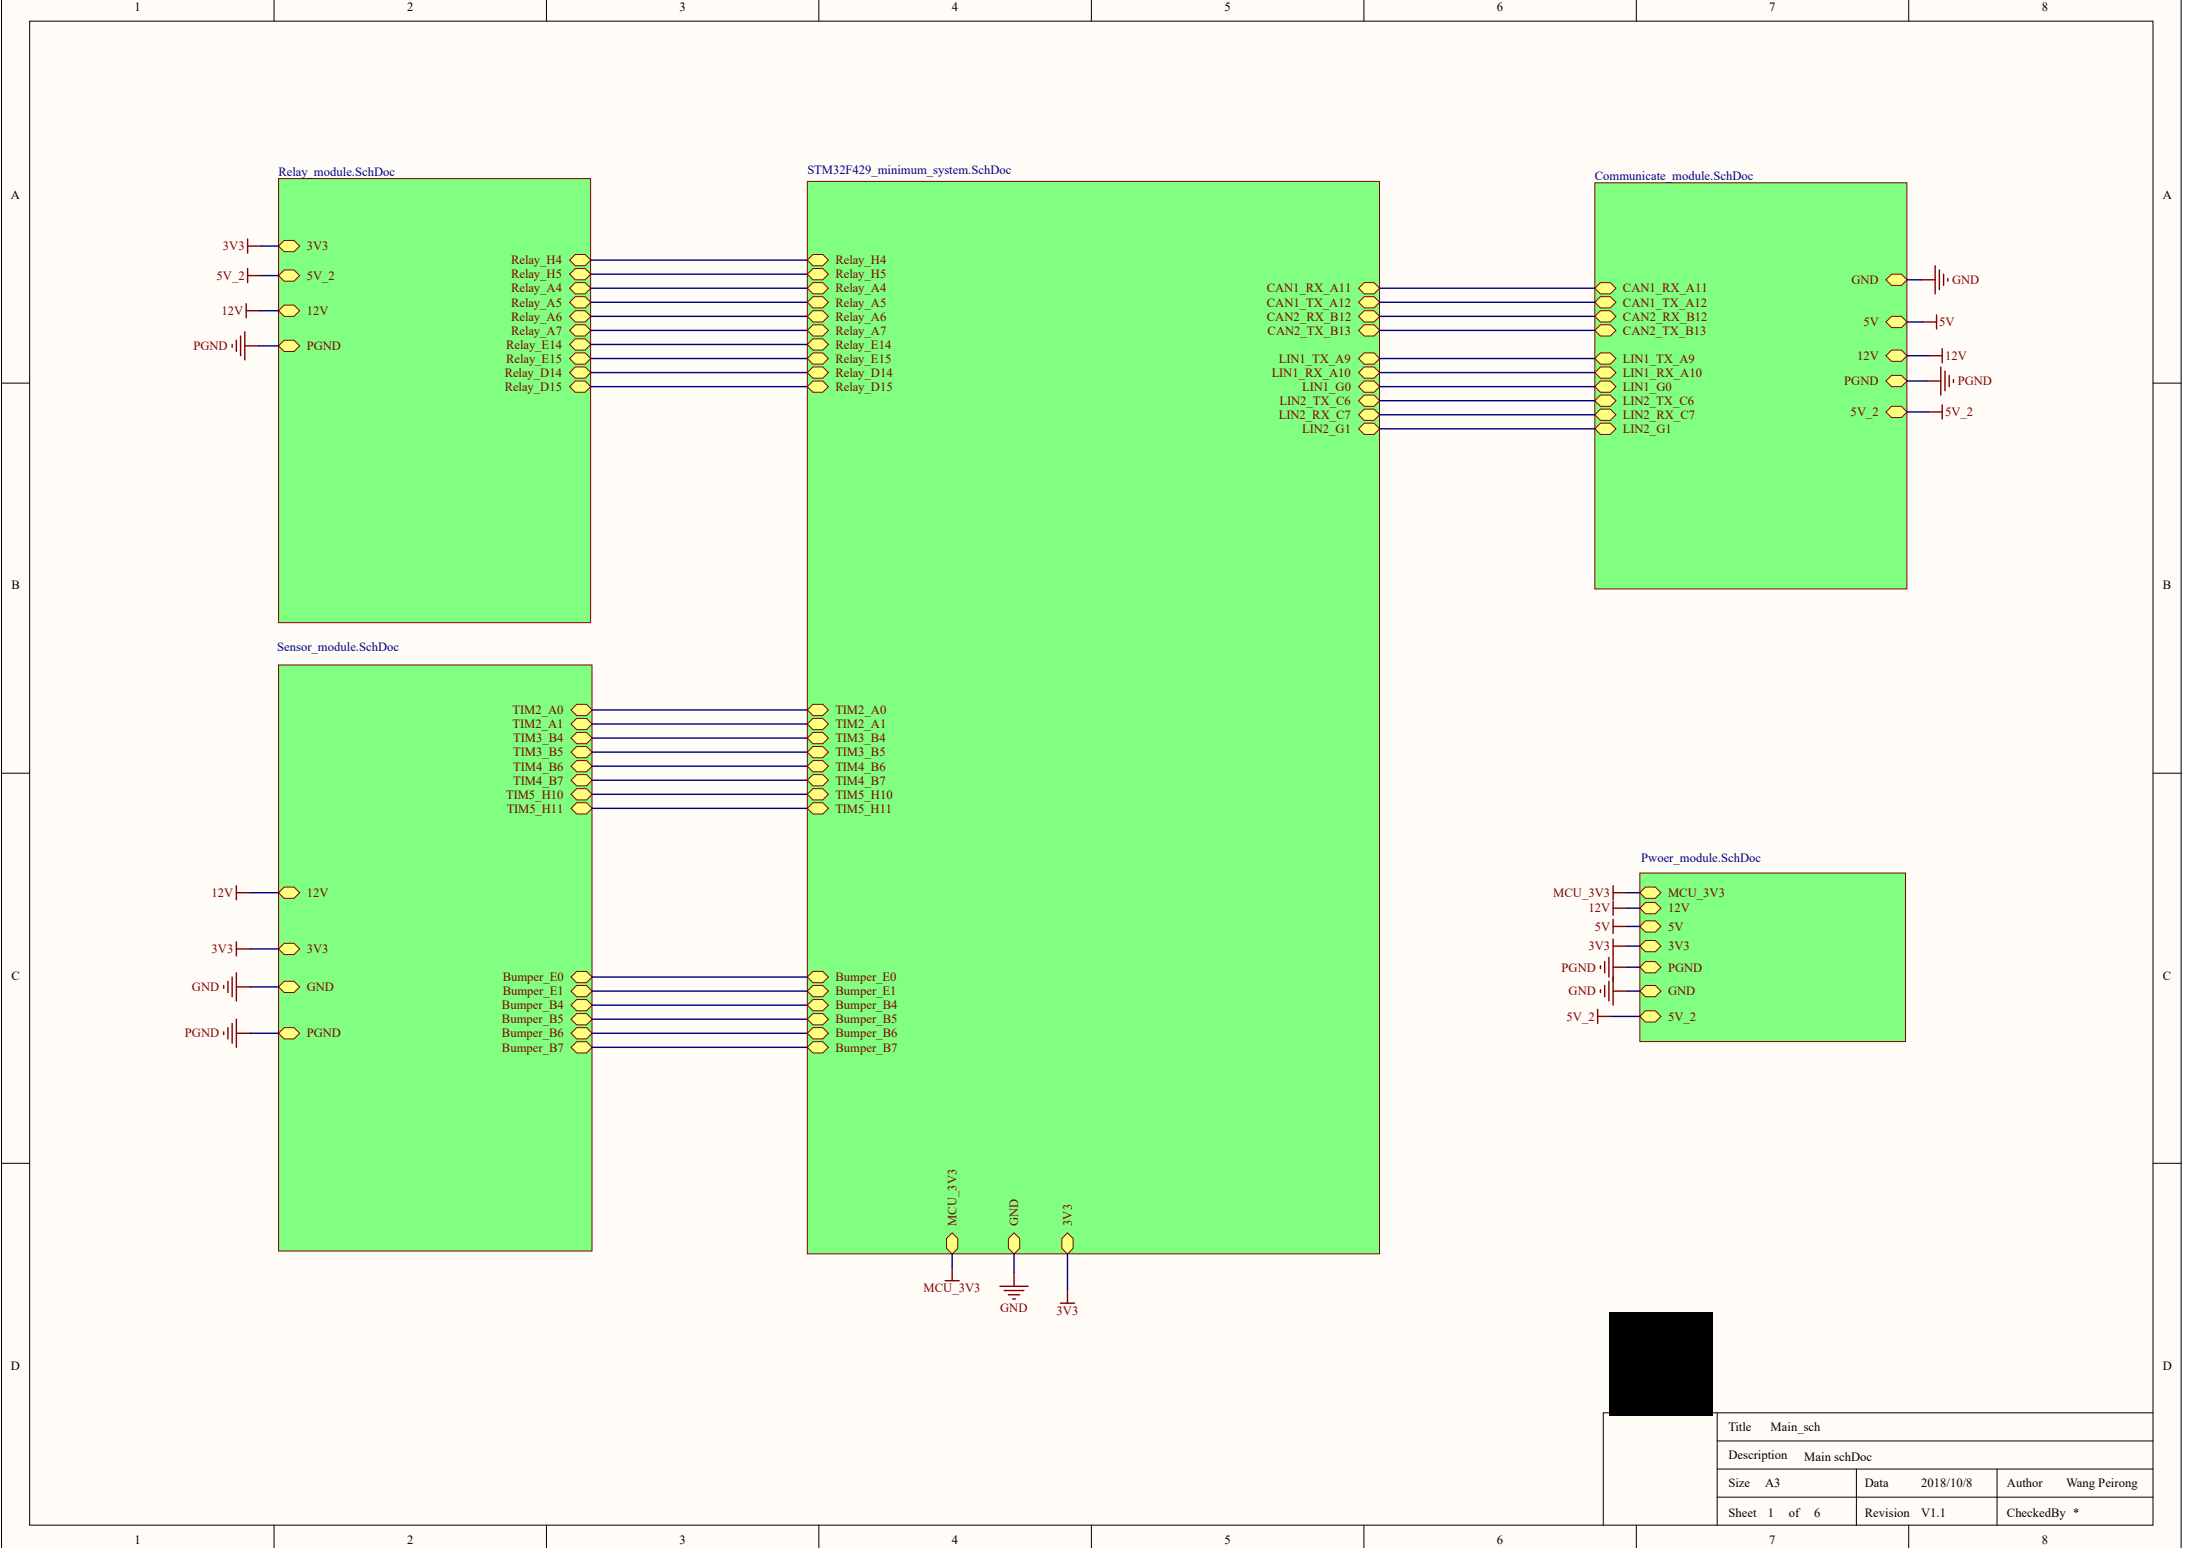 1 2 3 4 5 6 7 8
A A
B B
C C
D D
Relay_module.SchDoc
3V3 3V3
5V_2 5V_2
12V 12V
PGND PGND
Relay_H4
Relay_H5
Relay_A4
Relay_A5
Relay_A6
Relay_A7
Relay_E14
Relay_E15
Relay_D14
Relay_D15
STM32F429_minimum_system.SchDoc
Relay_H4
Relay_H5
Relay_A4
Relay_A5
Relay_A6
Relay_A7
Relay_E14
Relay_E15
Relay_D14
Relay_D15
CAN1_RX_A11
CAN1_TX_A12
CAN2_RX_B12
CAN2_TX_B13
LIN1_TX_A9
LIN1_RX_A10
LIN1_G0
LIN2_TX_C6
LIN2_RX_C7
LIN2_G1
TIM2_A0
TIM2_A1
TIM3_B4
TIM3_B5
TIM4_B6
TIM4_B7
TIM5_H10
TIM5_H11
Bumper_E0
Bumper_E1
Bumper_B4
Bumper_B5
Bumper_B6
Bumper_B7
MCU_3V3 GND 3V3
MCU_3V3 GND 3V3
Communicate_module.SchDoc
CAN1_RX_A11
CAN1_TX_A12
CAN2_RX_B12
CAN2_TX_B13
LIN1_TX_A9
LIN1_RX_A10
LIN1_G0
LIN2_TX_C6
LIN2_RX_C7
LIN2_G1
GND GND
5V 5V
12V 12V
PGND PGND
5V_2 5V_2
Sensor_module.SchDoc
TIM2_A0
TIM2_A1
TIM3_B4
TIM3_B5
TIM4_B6
TIM4_B7
TIM5_H10
TIM5_H11
12V 12V
3V3 3V3
GND GND
PGND PGND
Bumper_E0
Bumper_E1
Bumper_B4
Bumper_B5
Bumper_B6
Bumper_B7
Pwoer_module.SchDoc
MCU_3V3 MCU_3V3
12V 12V
5V 5V
3V3 3V3
PGND PGND
GND GND
5V_2 5V_2
Title Main_sch
Description Main schDoc
Size A3 Data 2018/10/8 Author Wang Peirong
Sheet 1 of 6 Revision V1.1 CheckedBy *
1 2 3 4 5 6 7 8